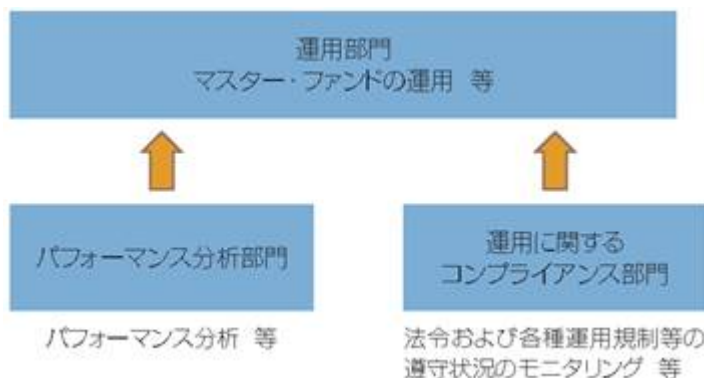 運用部門
マスター・ファンドの運用 等
パフォーマンス分析部門
運用に関する
コンプライアンス部門
パフォーマンス分析 等
法令および各種運用規制等の
遵守状況のモニタリング 等